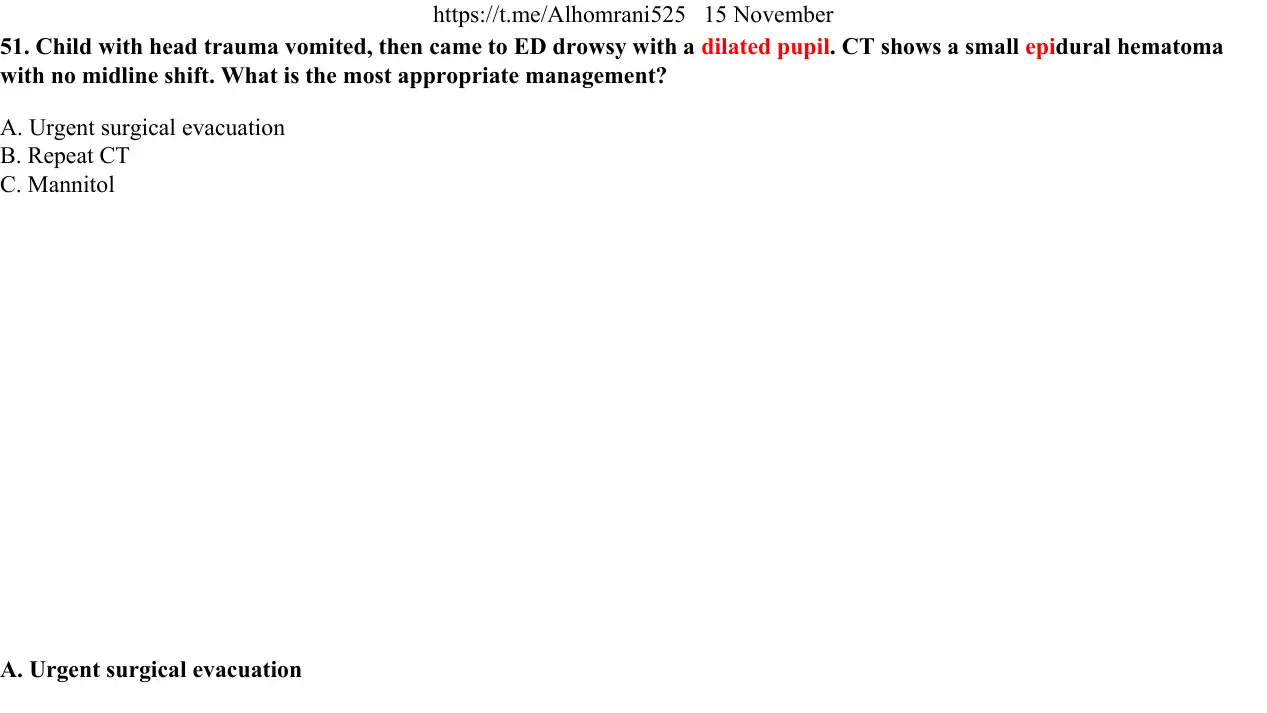 https://t.me/Alhomrani525 15 November
51. Child with head trauma vomited, then came to ED drowsy with a dilated pupil. CT shows a small epidural hematoma
with no midline shift. What is the most appropriate management?
A. Urgent surgical evacuation
B. Repeat CT
C. Mannitol
A. Urgent surgical evacuation